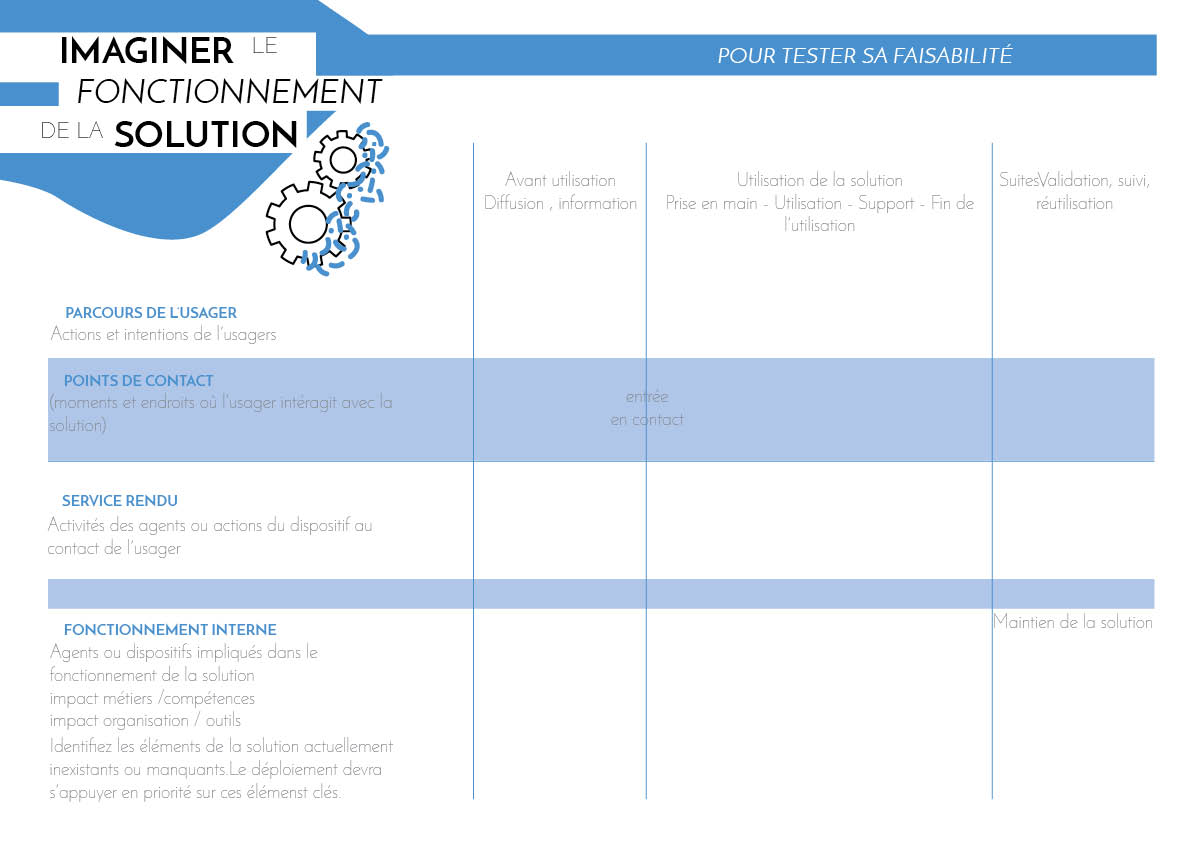 IMAGINER LE
FONCTIONNEMENT
DE LA SOLUTION
POUR TESTER SA FAISABILITÉ
Avant utilisation
Diffusion , information
Utilisation de la solution
Prise en main - Utilisation - Support - Fin de
l'utilisation
SuitesValidation, suivi,
réutilisation
PARCOURS DE L'USAGER
Actions et intentions de l'usagers
POINTS DE CONTACT
(moments et endroits où l'usager intéragit avec la
solution)
entrée
en contact
SERVICE RENDU
Activités des agents ou actions du dispositif au
contact de l'usager
Maintien de la solution
FONCTIONNEMENT INTERNE
Agents ou dispositifs impliqués dans le
fonctionnement de la solution
impact métiers /compétences
impact organisation / outils
Identifiez les éléments de la solution actuellement
inexistants ou manquants.Le déploiement devra
s'appuyer en priorité sur ces élémenst clés.